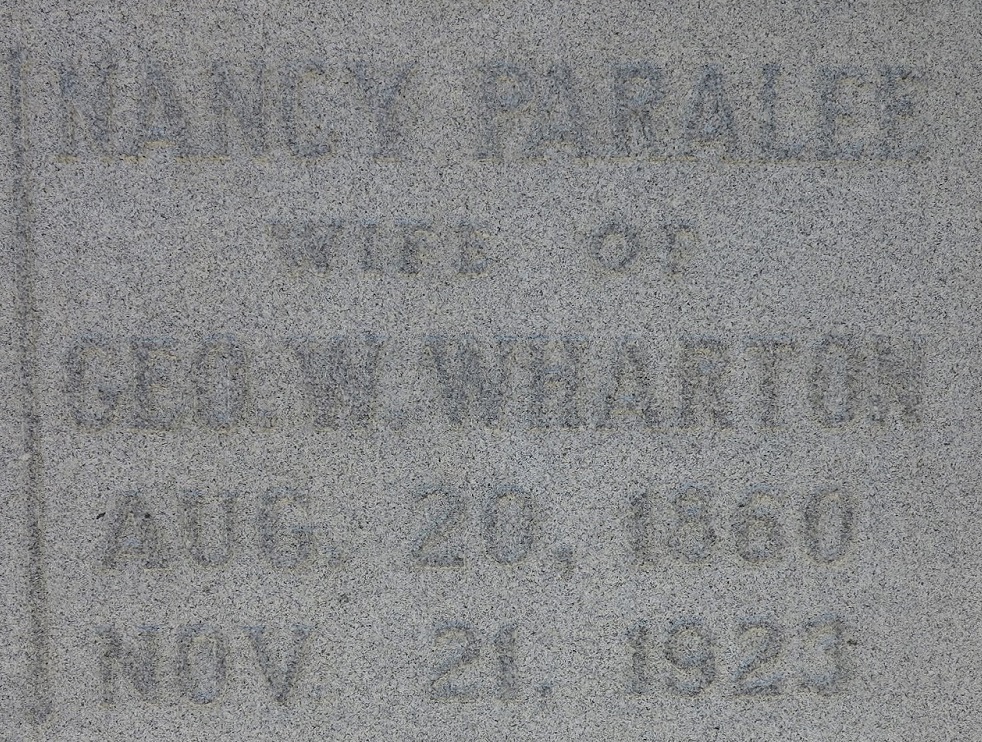 NANCY PARALEE
WIFE OF
GEO. W. WHARTON
AUG. 20, 1860
NOV 21, 1923